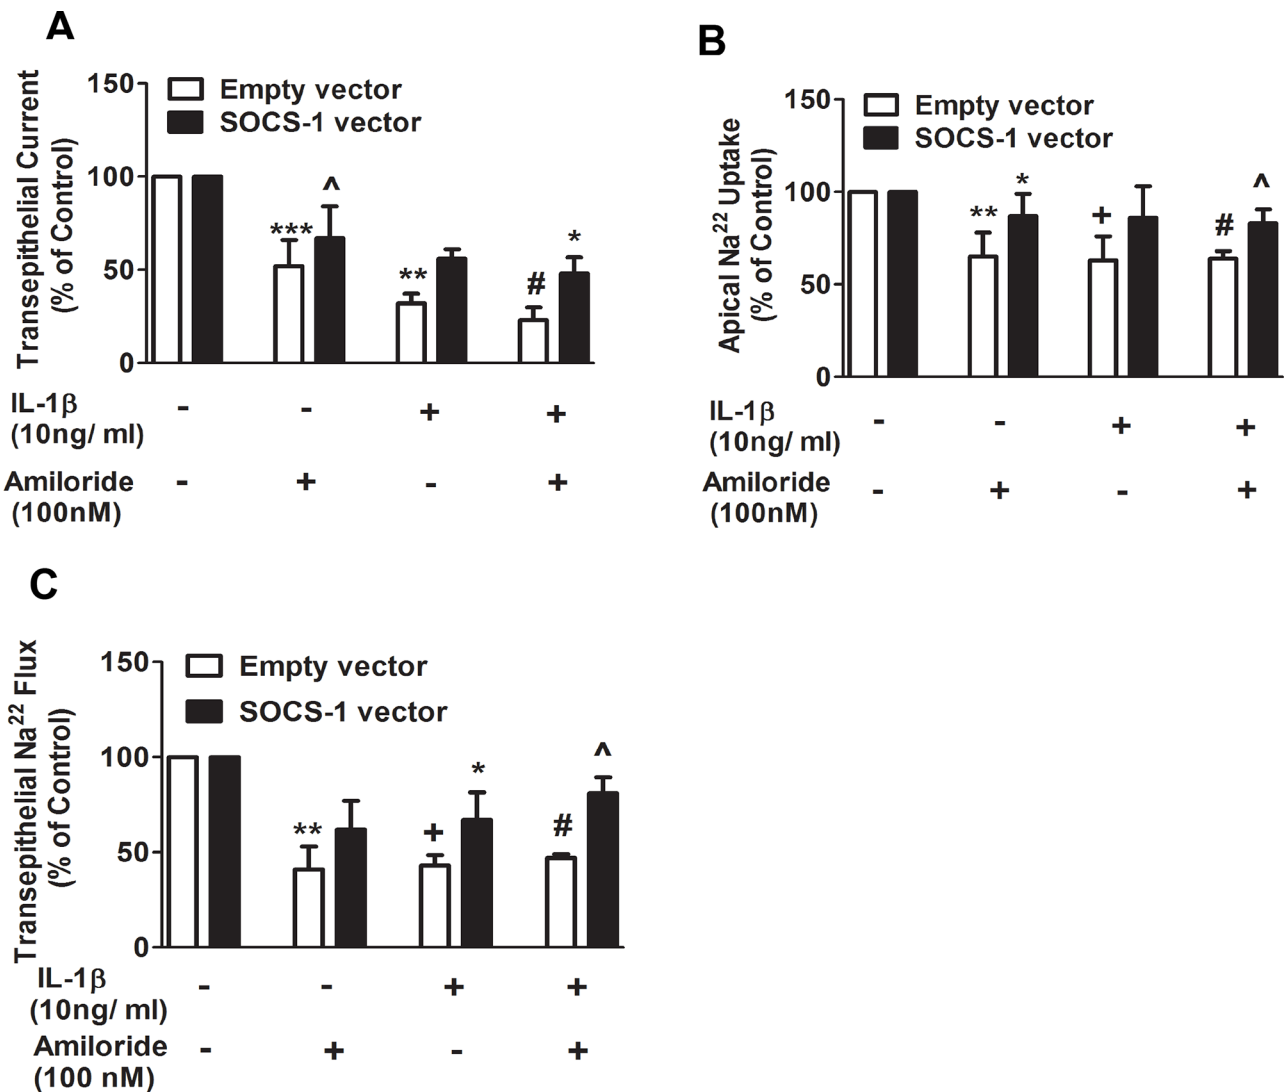 A
Transepithelial Current
(% of Control)
150
100
50
0
Empty vector
SOCS-1 vector
*** ^ ** # *
IL-1β
(10ng/ ml)
- - + +
Amiloride
(100nM)
- + - +
B
Apical Na22 Uptake
(% of Control)
150
100
50
0
Empty vector
SOCS-1 vector
** * + # ^
IL-1β
(10ng/ ml)
- - + +
Amiloride
(100nM)
- + - +
C
Transepithelial Na22 Flux
(% of Control)
150
100
50
0
Empty vector
SOCS-1 vector
** + * # ^
IL-1β
(10ng/ ml)
- - + +
Amiloride
(100 nM)
- + - +